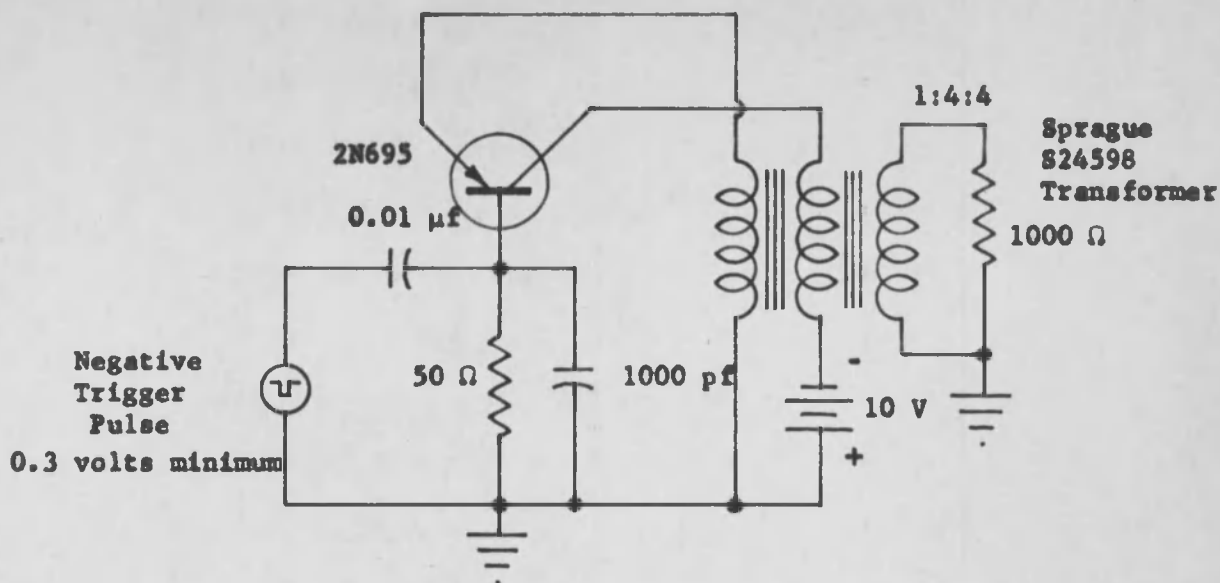 1:4:4
Sprague
S24598
Transformer
2N695
0.01 µf
1000 Ω
Negative
Trigger
Pulse
0.3 volts minimum
50 Ω
1000 pf
-
10 V
+